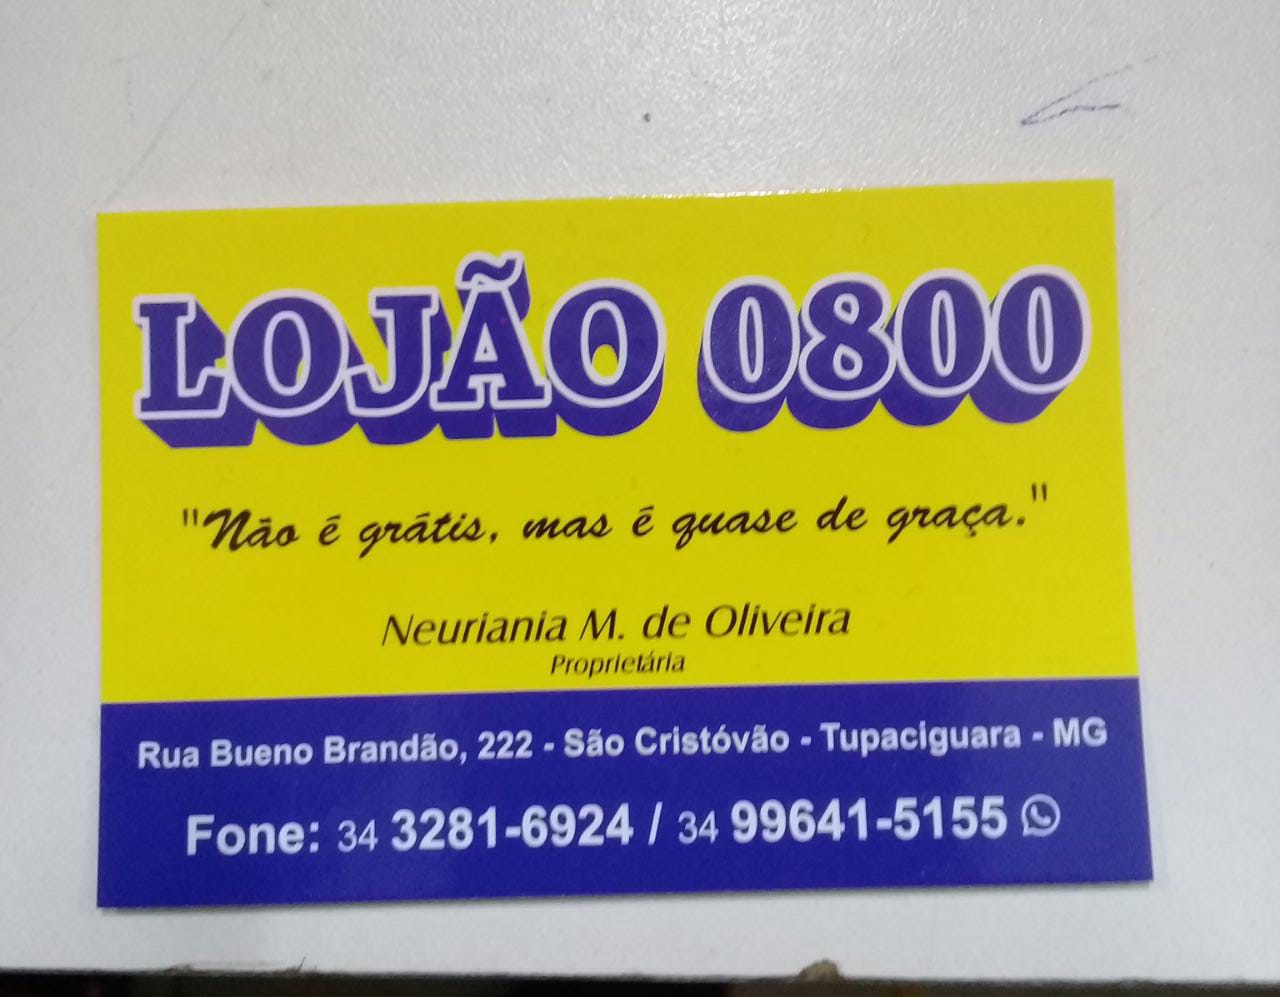 LOJÃO 0800
"Não é grátis, mas é quase de graça."
Neuriania M. de Oliveira
Proprietária
Rua Bueno Brandão, 222 - São Cristóvão - Tupaciguara - MG
Fone: 34 3281-6924 / 34 99641-5155